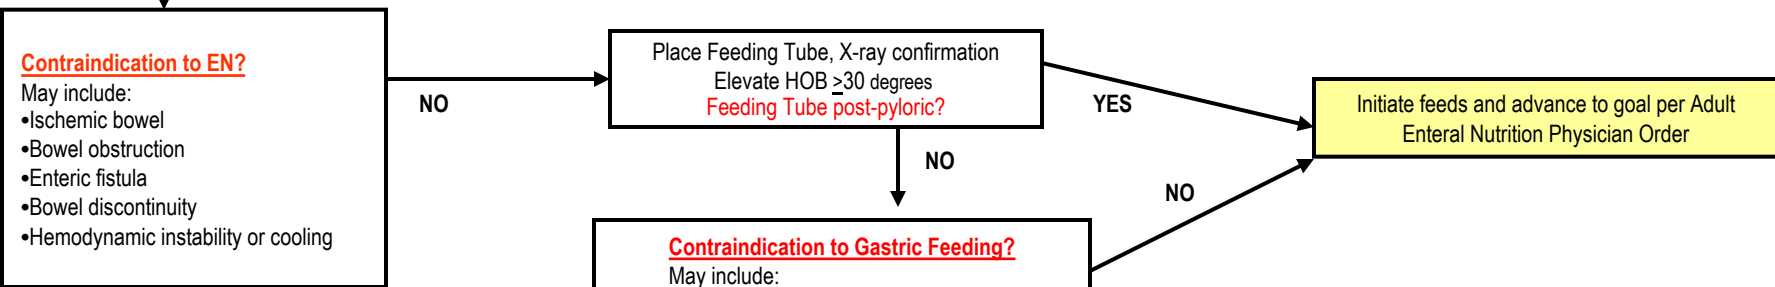 Contraindication to EN?
May include:
•Ischemic bowel
•Bowel obstruction
•Enteric fistula
•Bowel discontinuity
•Hemodynamic instability or cooling
NO
Place Feeding Tube, X-ray confirmation
Elevate HOB >30 degrees
Feeding Tube post-pyloric?
YES
NO
Initiate feeds and advance to goal per Adult
Enteral Nutrition Physician Order
NO
Contraindication to Gastric Feeding?
May include: